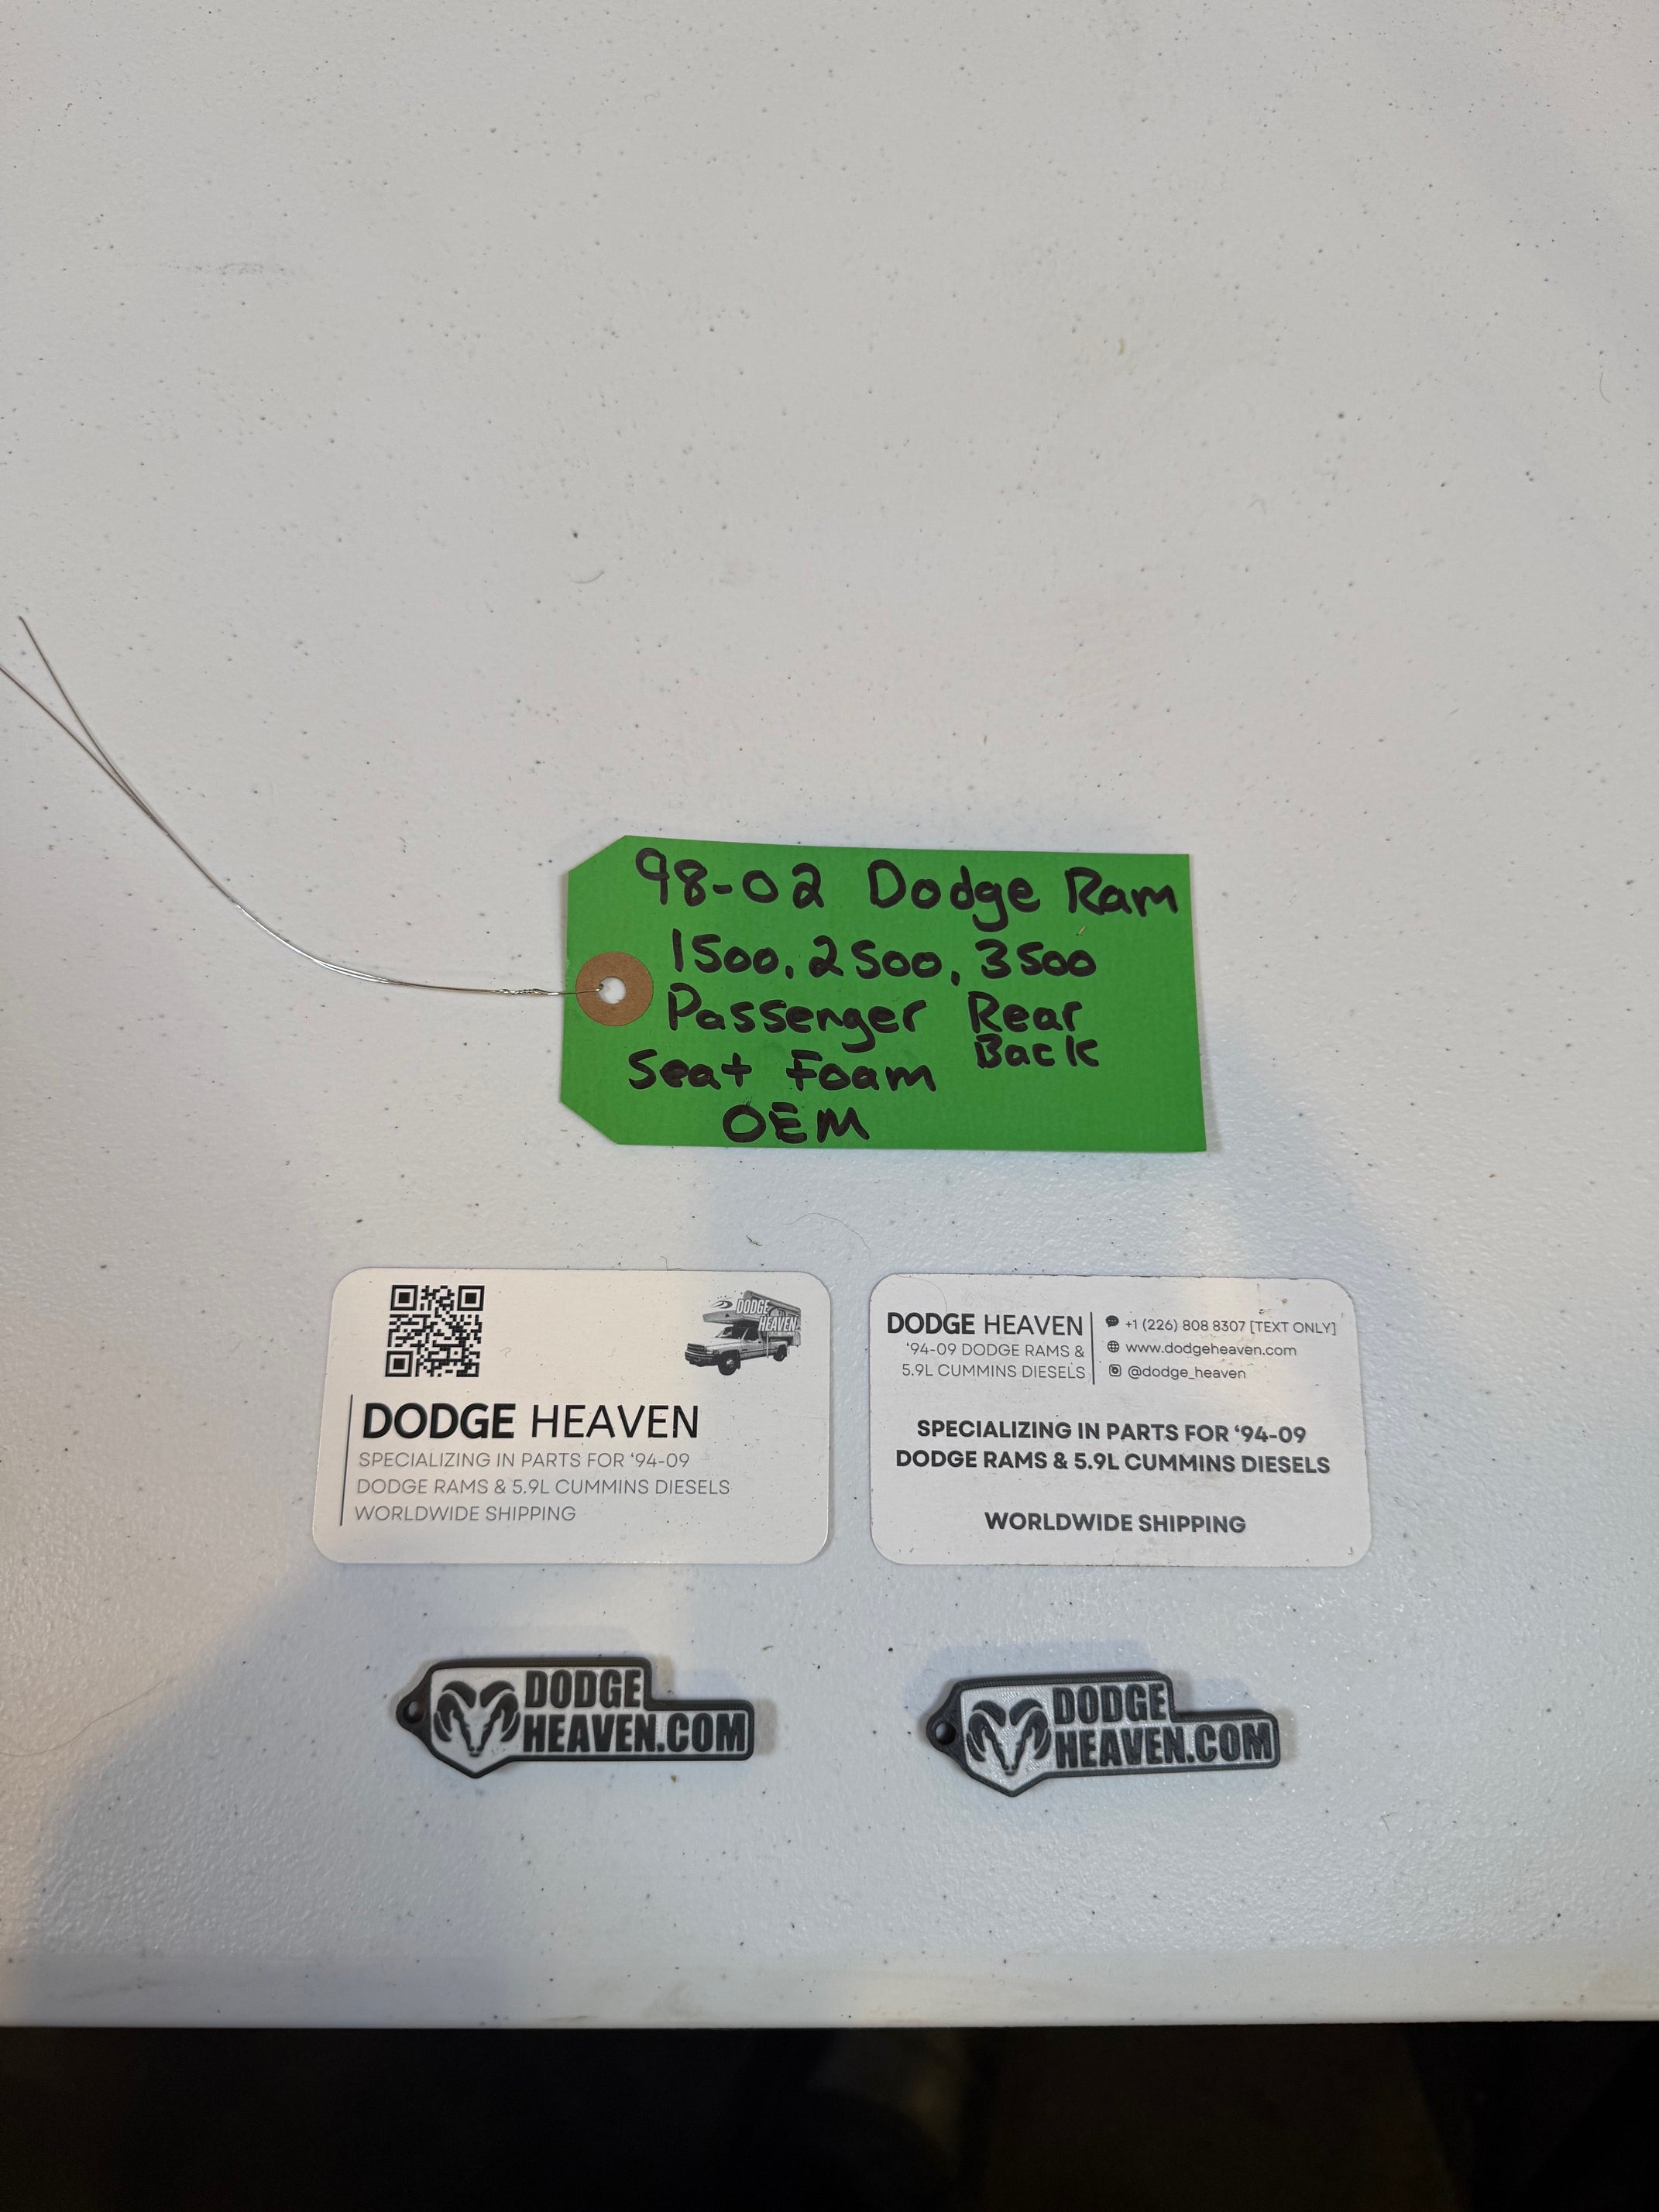 98-02 Dodge Ram
1500, 2500, 3500
Passenger Rear
Back
Seat Foam
OEM
DODGE
HEAVEN
DODGE HEAVEN
SPECIALIZING IN PARTS FOR ‘94-09
DODGE RAMS & 5.9L CUMMINS DIESELS
WORLDWIDE SHIPPING
DODGE HEAVEN
‘94-09 DODGE RAMS &
5.9L CUMMINS DIESELS
+1 (226) 808 8307 [TEXT ONLY]
www.dodgeheaven.com
@dodge_heaven
SPECIALIZING IN PARTS FOR ‘94-09
DODGE RAMS & 5.9L CUMMINS DIESELS
WORLDWIDE SHIPPING
DODGE
HEAVEN.COM
DODGE
HEAVEN.COM